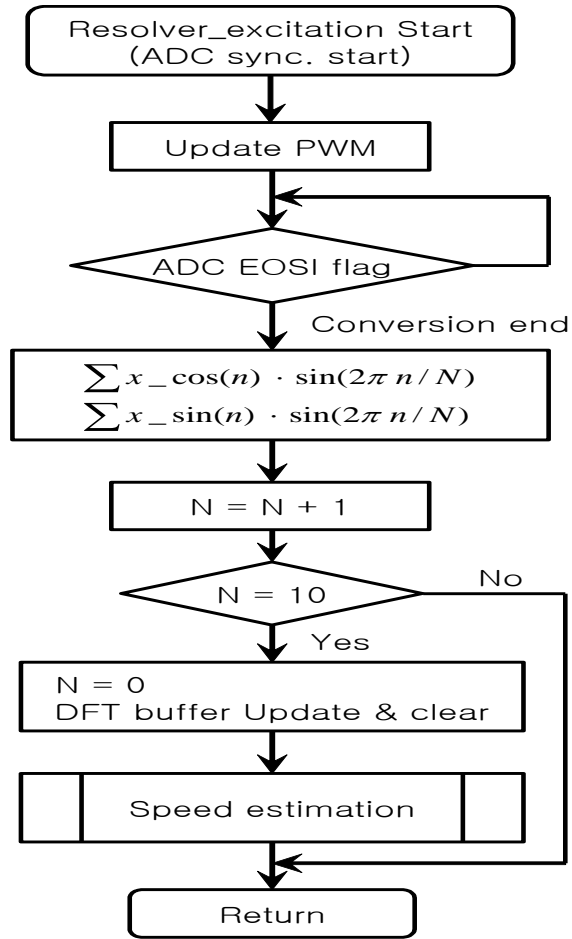 Resolver_excitation Start
(ADC sync. start)
Update PWM
ADC EOSI flag
Conversion end
∑ x_cos(n) · sin(2π n / N)
∑ x_sin(n) · sin(2π n / N)
N = N + 1
N = 10
No
Yes
N = 0
DFT buffer Update & clear
Speed estimation
Return